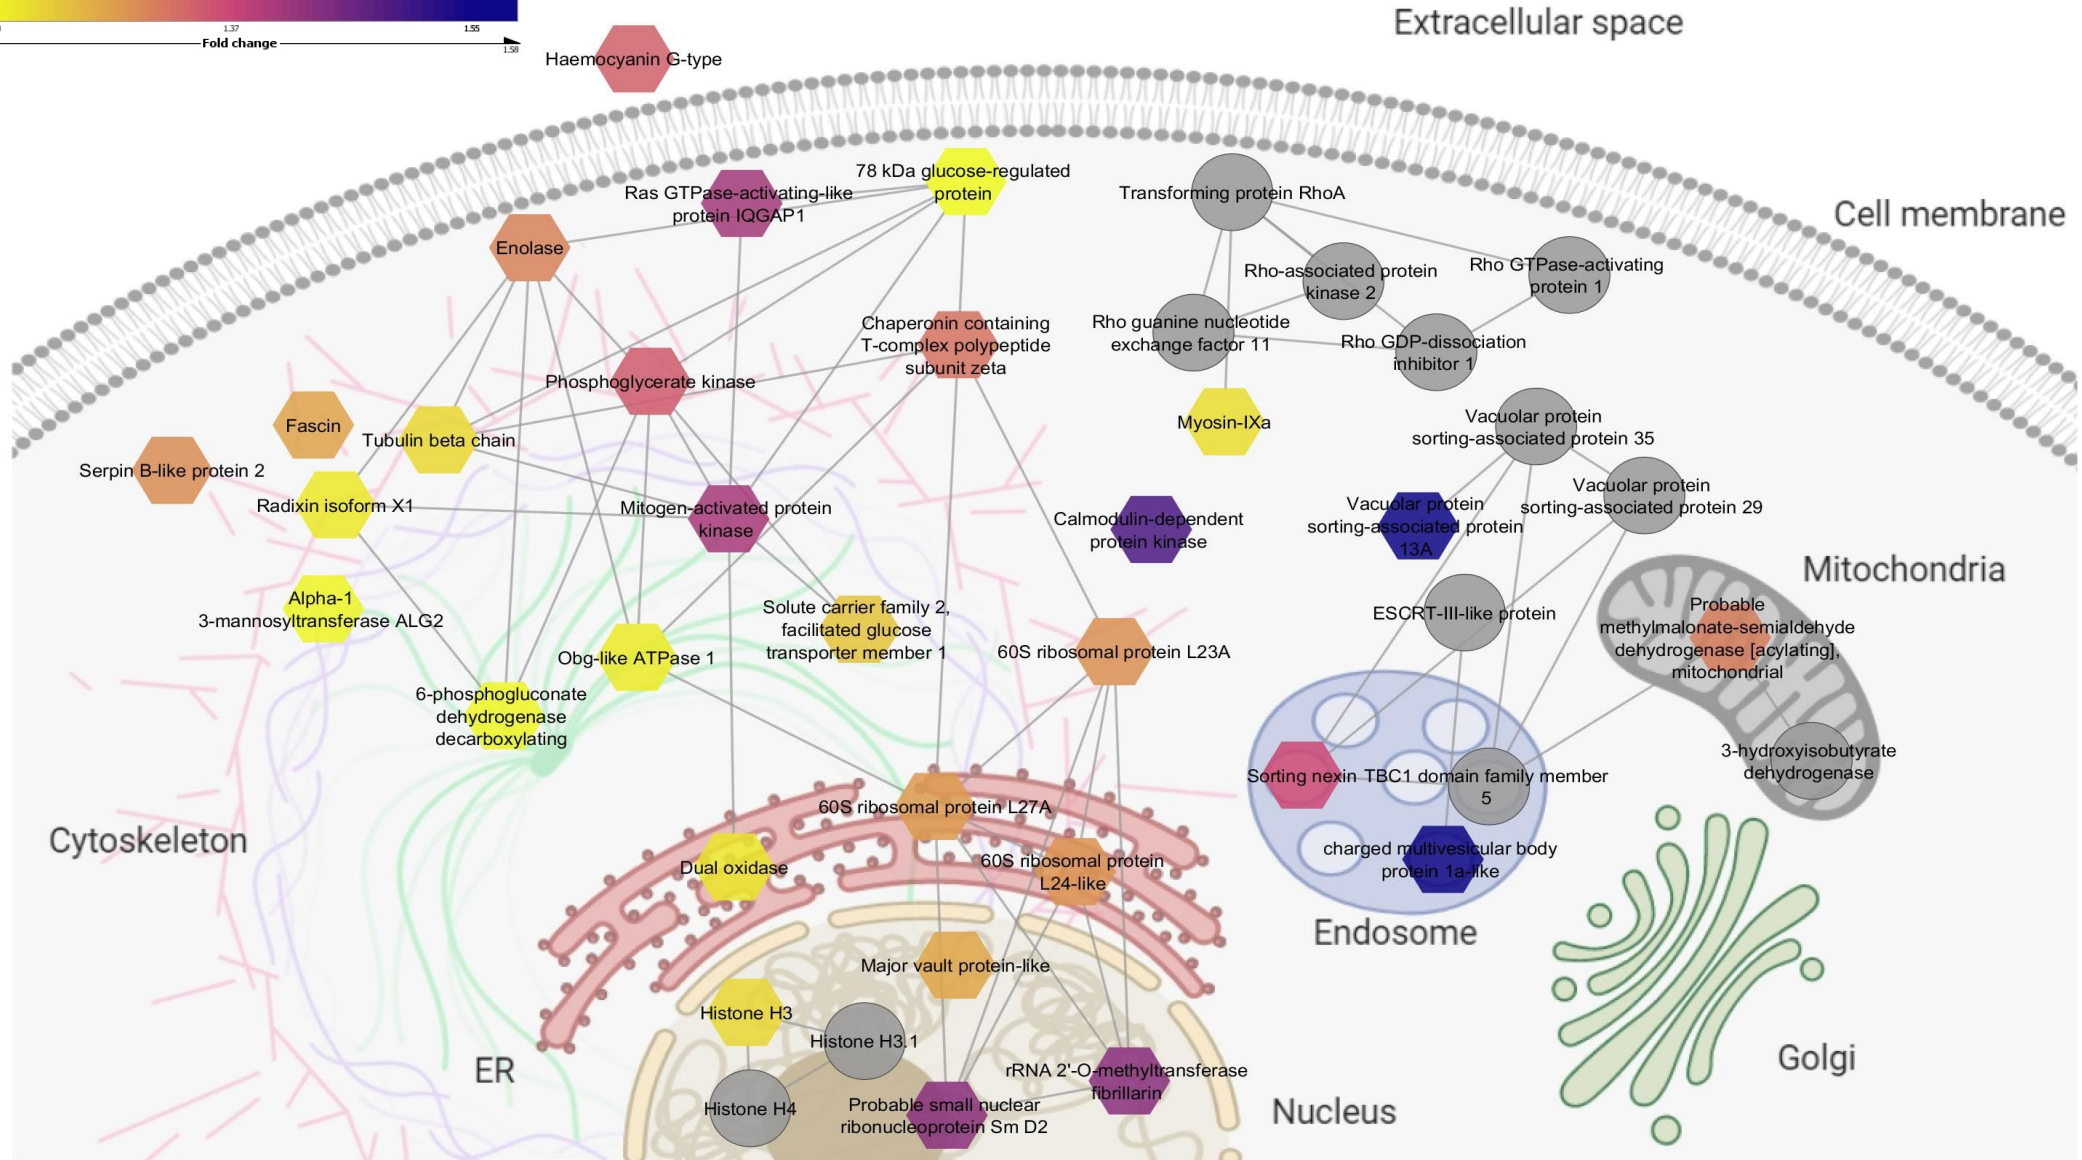 1.37
1.55
Fold change
1.58
Extracellular space
Haemocyanin G-type
Cell membrane
78 kDa glucose-regulated
protein
Ras GTPase-activating-like
protein IQGAP1
Transforming protein RhoA
Enolase
Rho-associated protein
kinase 2
Rho GTPase-activating
protein 1
Chaperonin containing
T-complex polypeptide
subunit zeta
Rho guanine nucleotide
exchange factor 11
Rho GDP-dissociation
inhibitor 1
Phosphoglycerate kinase
Fascin
Tubulin beta chain
Myosin-IXa
Vacuolar protein
sorting-associated protein 35
Serpin B-like protein 2
Radixin isoform X1
Mitogen-activated protein
kinase
Calmodulin-dependent
protein kinase
Vacuolar protein
sorting-associated protein
13A
Vacuolar protein
sorting-associated protein 29
Mitochondria
Alpha-1
3-mannosyltransferase ALG2
Solute carrier family 2,
facilitated glucose
transporter member 1
ESCRT-III-like protein
Probable
methylmalonate-semialdehyde
dehydrogenase [acylating],
mitochondrial
Obg-like ATPase 1
60S ribosomal protein L23A
6-phosphogluconate
dehydrogenase
decarboxylating
3-hydroxyisobutyrate
dehydrogenase
Sorting nexin
TBC1 domain family member
5
60S ribosomal protein L27A
Cytoskeleton
Dual oxidase
60S ribosomal protein
L24-like
charged multivesicular body
protein 1a-like
Endosome
Major vault protein-like
Histone H3
Histone H3.1
ER
rRNA 2'-O-methyltransferase
fibrillarin
Golgi
Histone H4
Probable small nuclear
ribonucleoprotein Sm D2
Nucleus